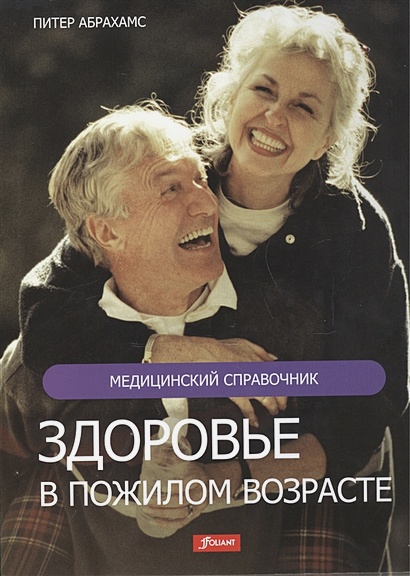 ПИТЕР АБРАХАМС
МЕДИЦИНСКИЙ СПРАВОЧНИК
ЗДОРОВЬЕ
В ПОЖИЛОМ ВОЗРАСТЕ
FOLIANT